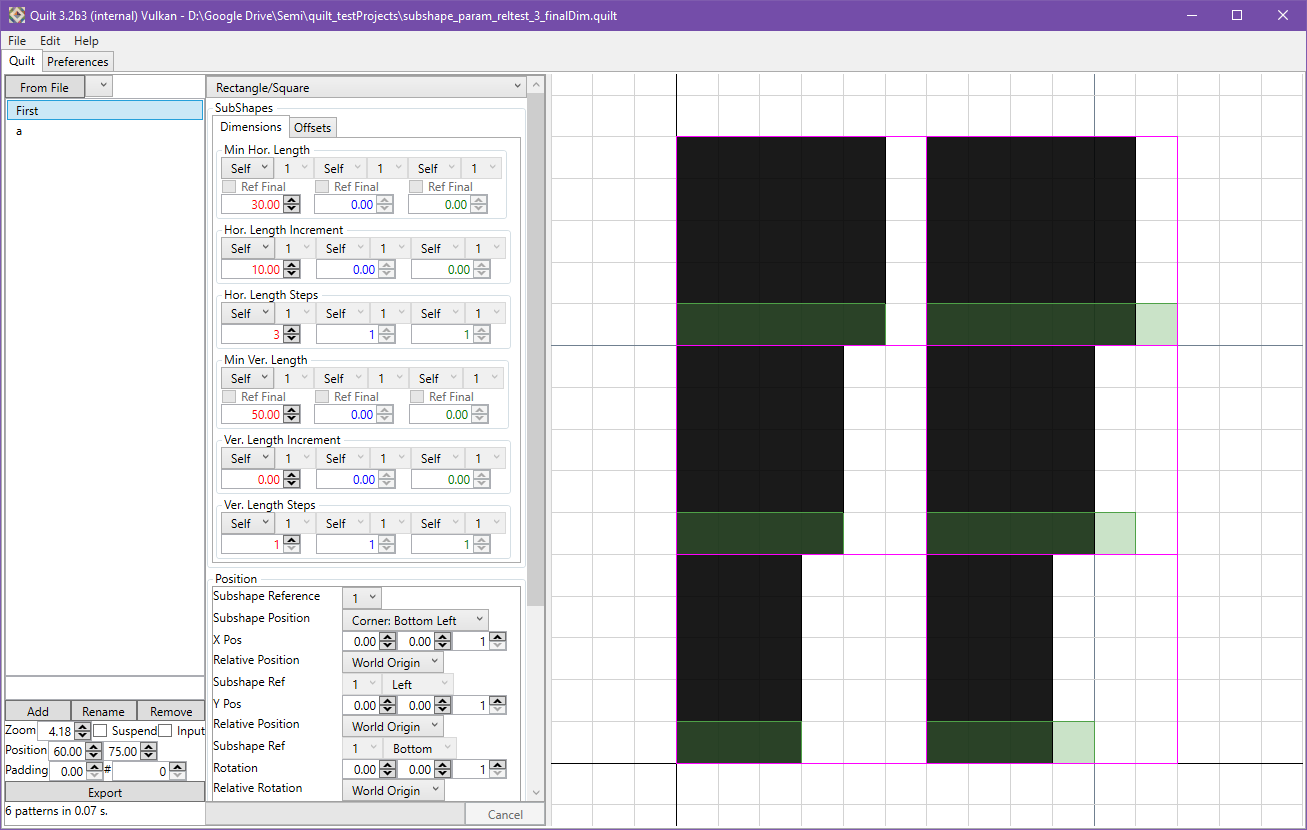 Quilt 3.2b3 (internal) Vulkan - D:\Google Drive\Semi\quilt_testProjects\subshape_param_reltest_3_finalDim.quilt
File Edit Help
Quilt Preferences
From File
First
a
Add Rename Remove
Zoom 4.18 Suspend Input
Position 60.00 75.00
Padding 0.00 # 0
Export
6 patterns in 0.07 s.
Rectangle/Square
SubShapes
Dimensions Offsets
Min Hor. Length
Self 1 Self 1 Self 1
Ref Final Ref Final Ref Final
30.00 0.00 0.00
Hor. Length Increment
Self 1 Self 1 Self 1
10.00 0.00 0.00
Hor. Length Steps
Self 1 Self 1 Self 1
3 1 1
Min Ver. Length
Self 1 Self 1 Self 1
Ref Final Ref Final Ref Final
50.00 0.00 0.00
Ver. Length Increment
Self 1 Self 1 Self 1
0.00 0.00 0.00
Ver. Length Steps
Self 1 Self 1 Self 1
1 1 1
Position
Subshape Reference 1
Subshape Position Corner: Bottom Left
X Pos 0.00 0.00 1
Relative Position World Origin
Subshape Ref 1 Left
Y Pos 0.00 0.00 1
Relative Position World Origin
Subshape Ref 1 Bottom
Rotation 0.00 0.00 1
Relative Rotation World Origin
Cancel